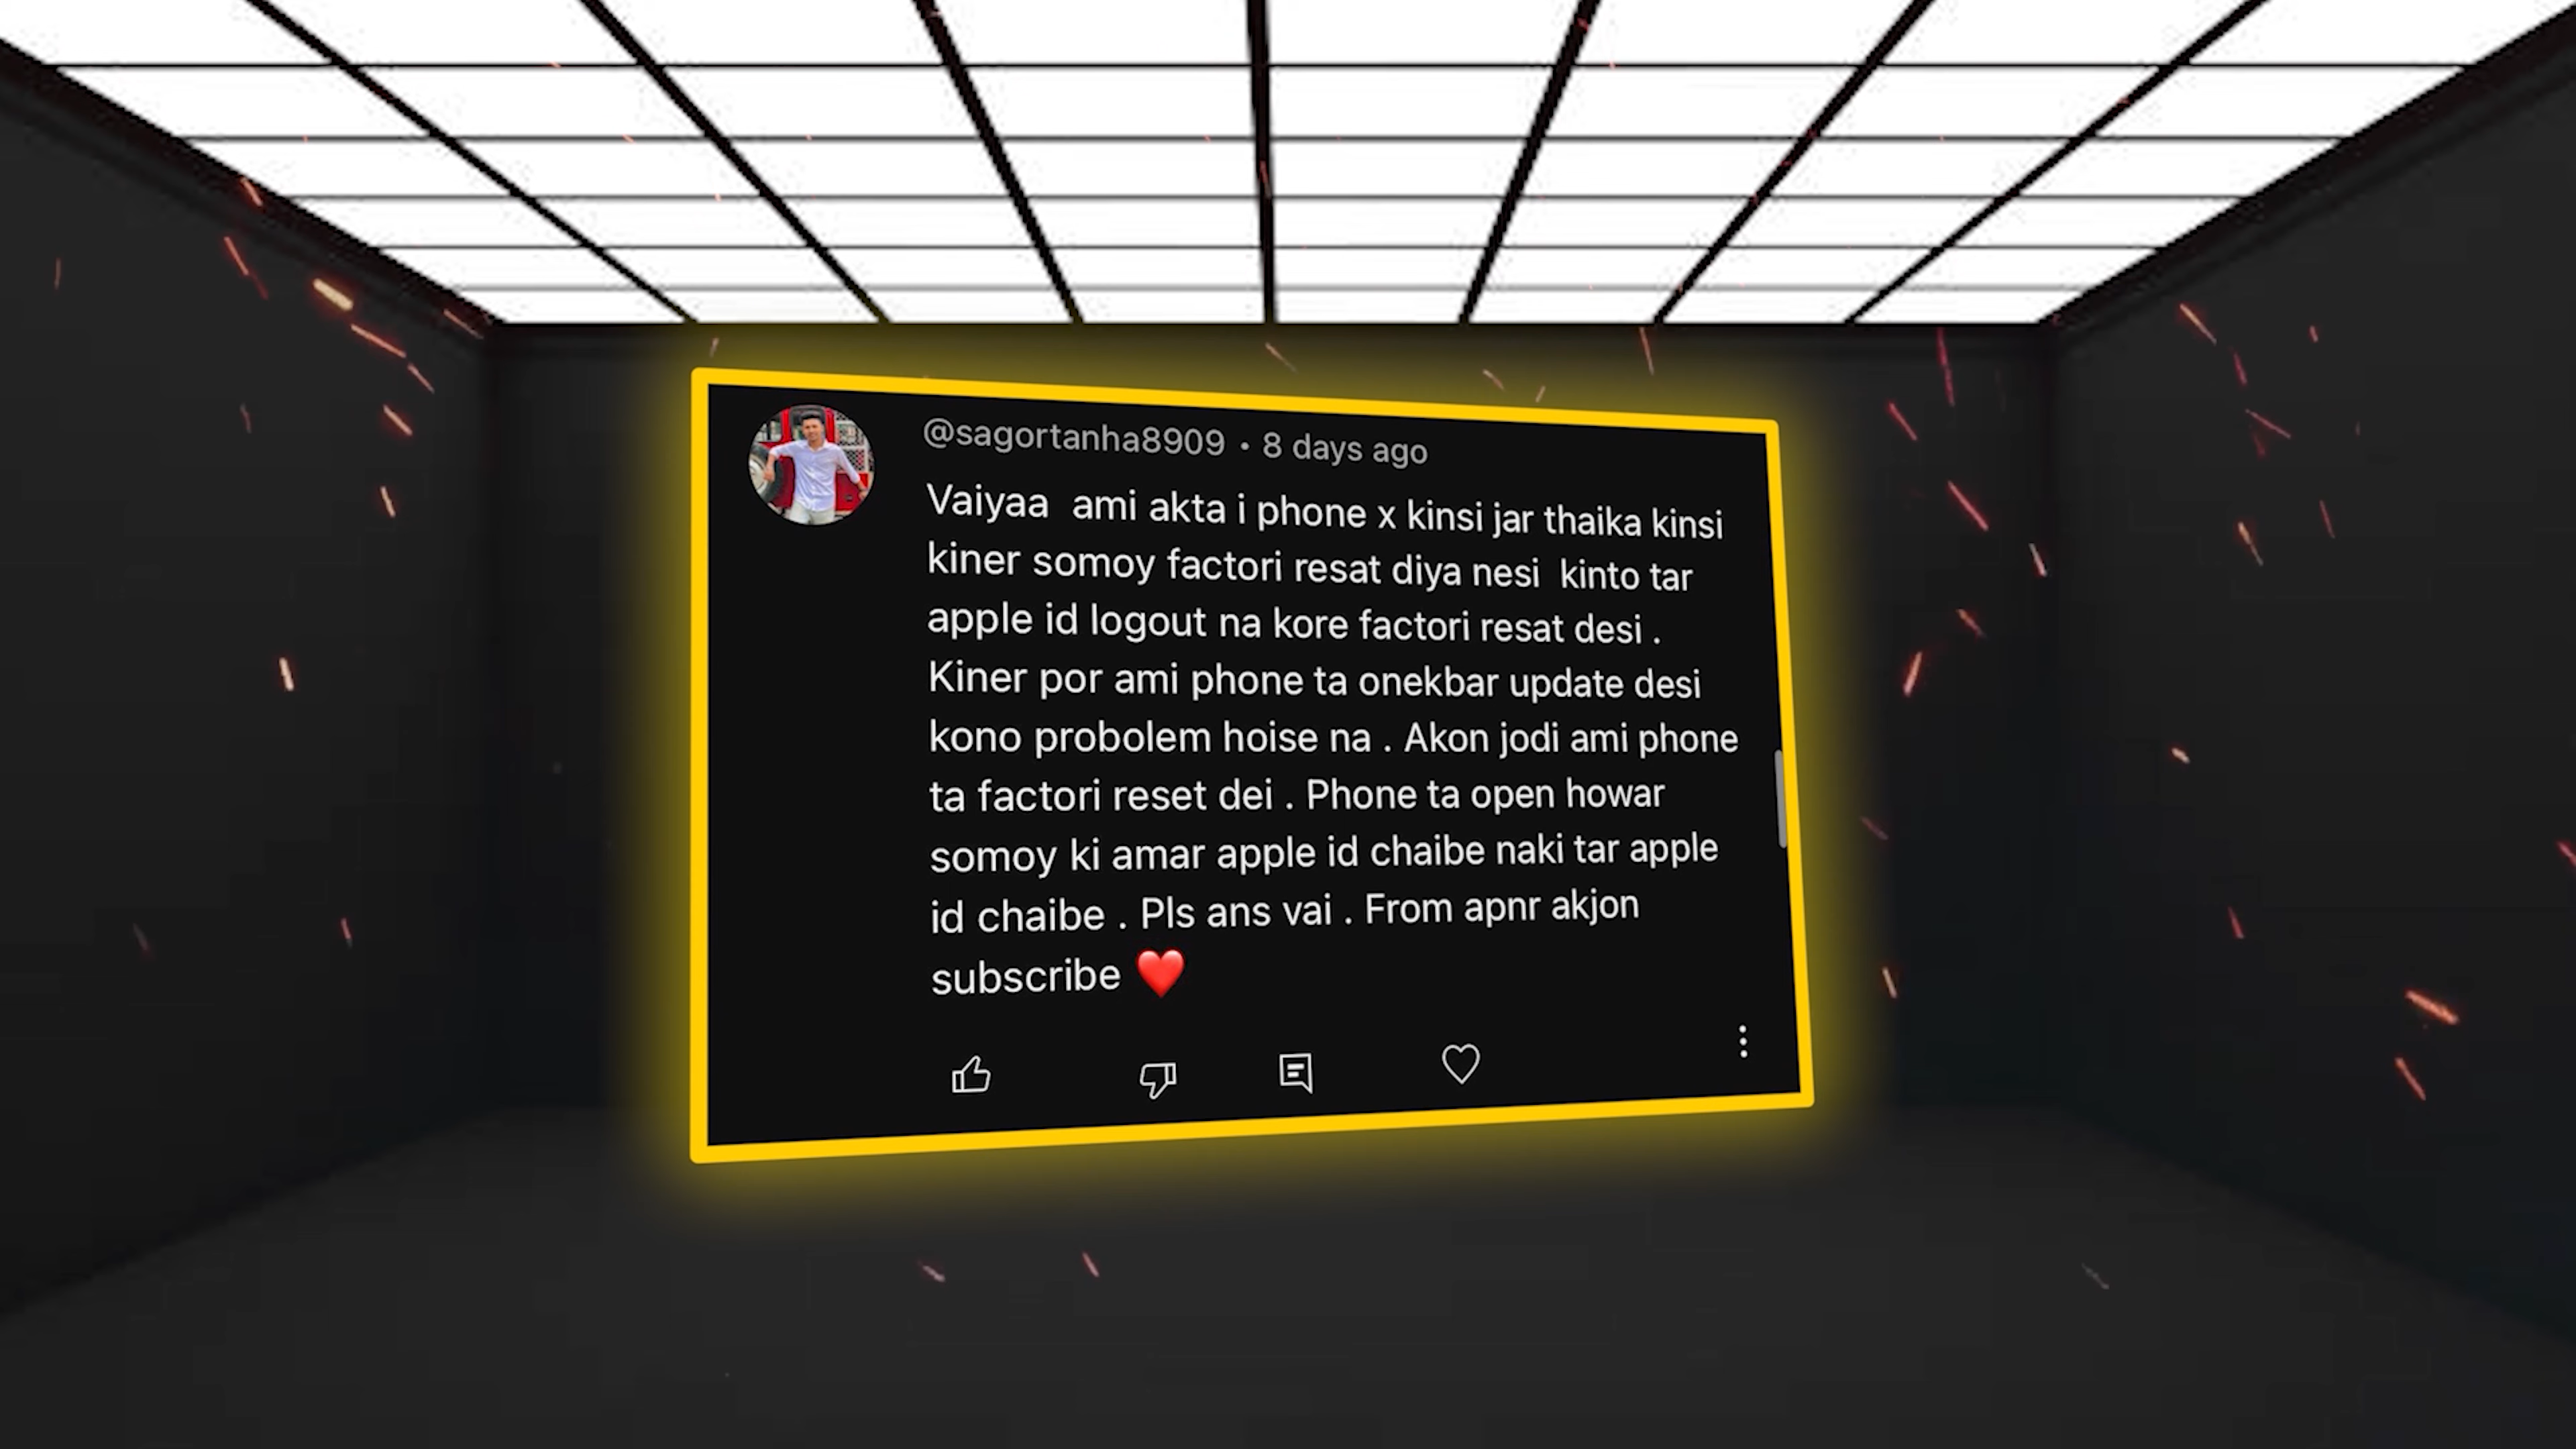 @sagortanha8909 • 8 days ago
Vaiyaa ami akta i phone x kinsi jar thaika kinsi
kiner somoy factori resat diya nesi kinto tar
apple id logout na kore factori resat desi .
Kiner por ami phone ta onekbar update desi
kono probolem hoise na . Akon jodi ami phone
ta factori reset dei . Phone ta open howar
somoy ki amar apple id chaibe naki tar apple
id chaibe . Pls ans vai . From apnr akjon
subscribe ❤️